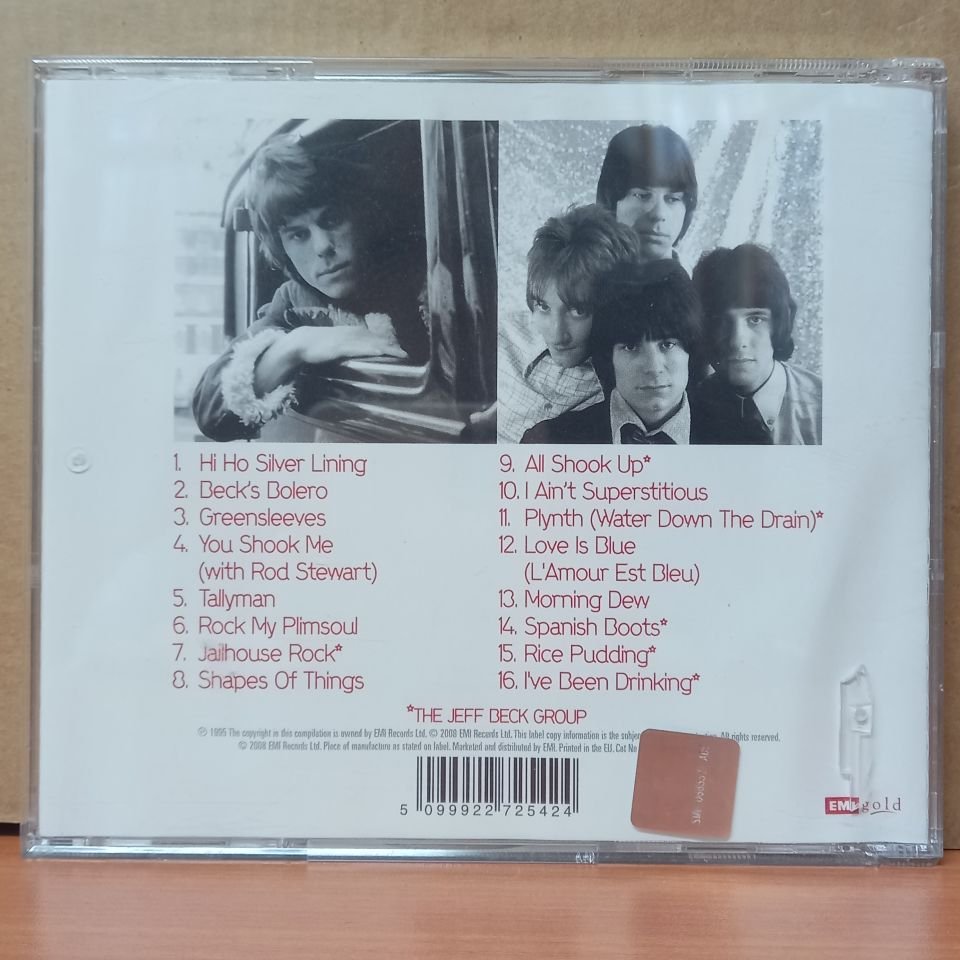 1. Hi Ho Silver Lining
2. Beck's Bolero
3. Greensleeves
4. You Shook Me
(with Rod Stewart)
5. Tallyman
6. Rock My Plimsoul
7. Jailhouse Rock*
8. Shapes Of Things
9. All Shook Up*
10. I Ain't Superstitious
11. Plynth (Water Down The Drain)*
12. Love Is Blue
(L'Amour Est Bleu)
13. Morning Dew
14. Spanish Boots*
15. Rice Pudding*
16. I've Been Drinking*
*THE JEFF BECK GROUP
℗ 1995 The copyright in this compilation is owned by EMI Records Ltd. © 2008 EMI Records Ltd. This label copy information is the All rights reserved.
© 2008 EMI Records Ltd. Place of manufacture as stated on label. Marketed and distributed by EMI. Printed in the EU. Cat No
5 099922 725424
EMI gold